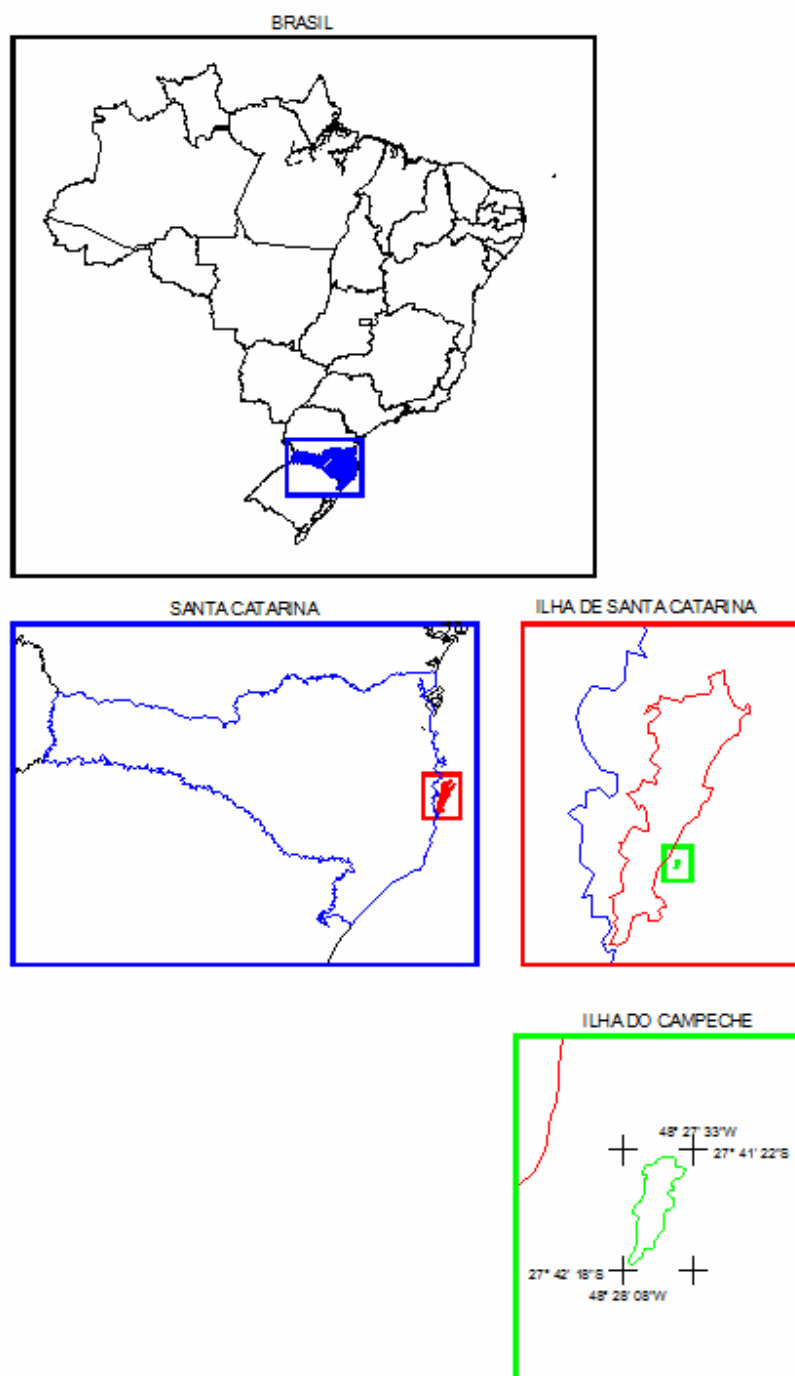 BRASIL
SANTA CATARINA
ILHA DE SANTA CATARINA
ILHA DO CAMPECHE
48° 27' 33"W
27° 41' 22"S
27° 42' 18"S
48° 28' 08"W